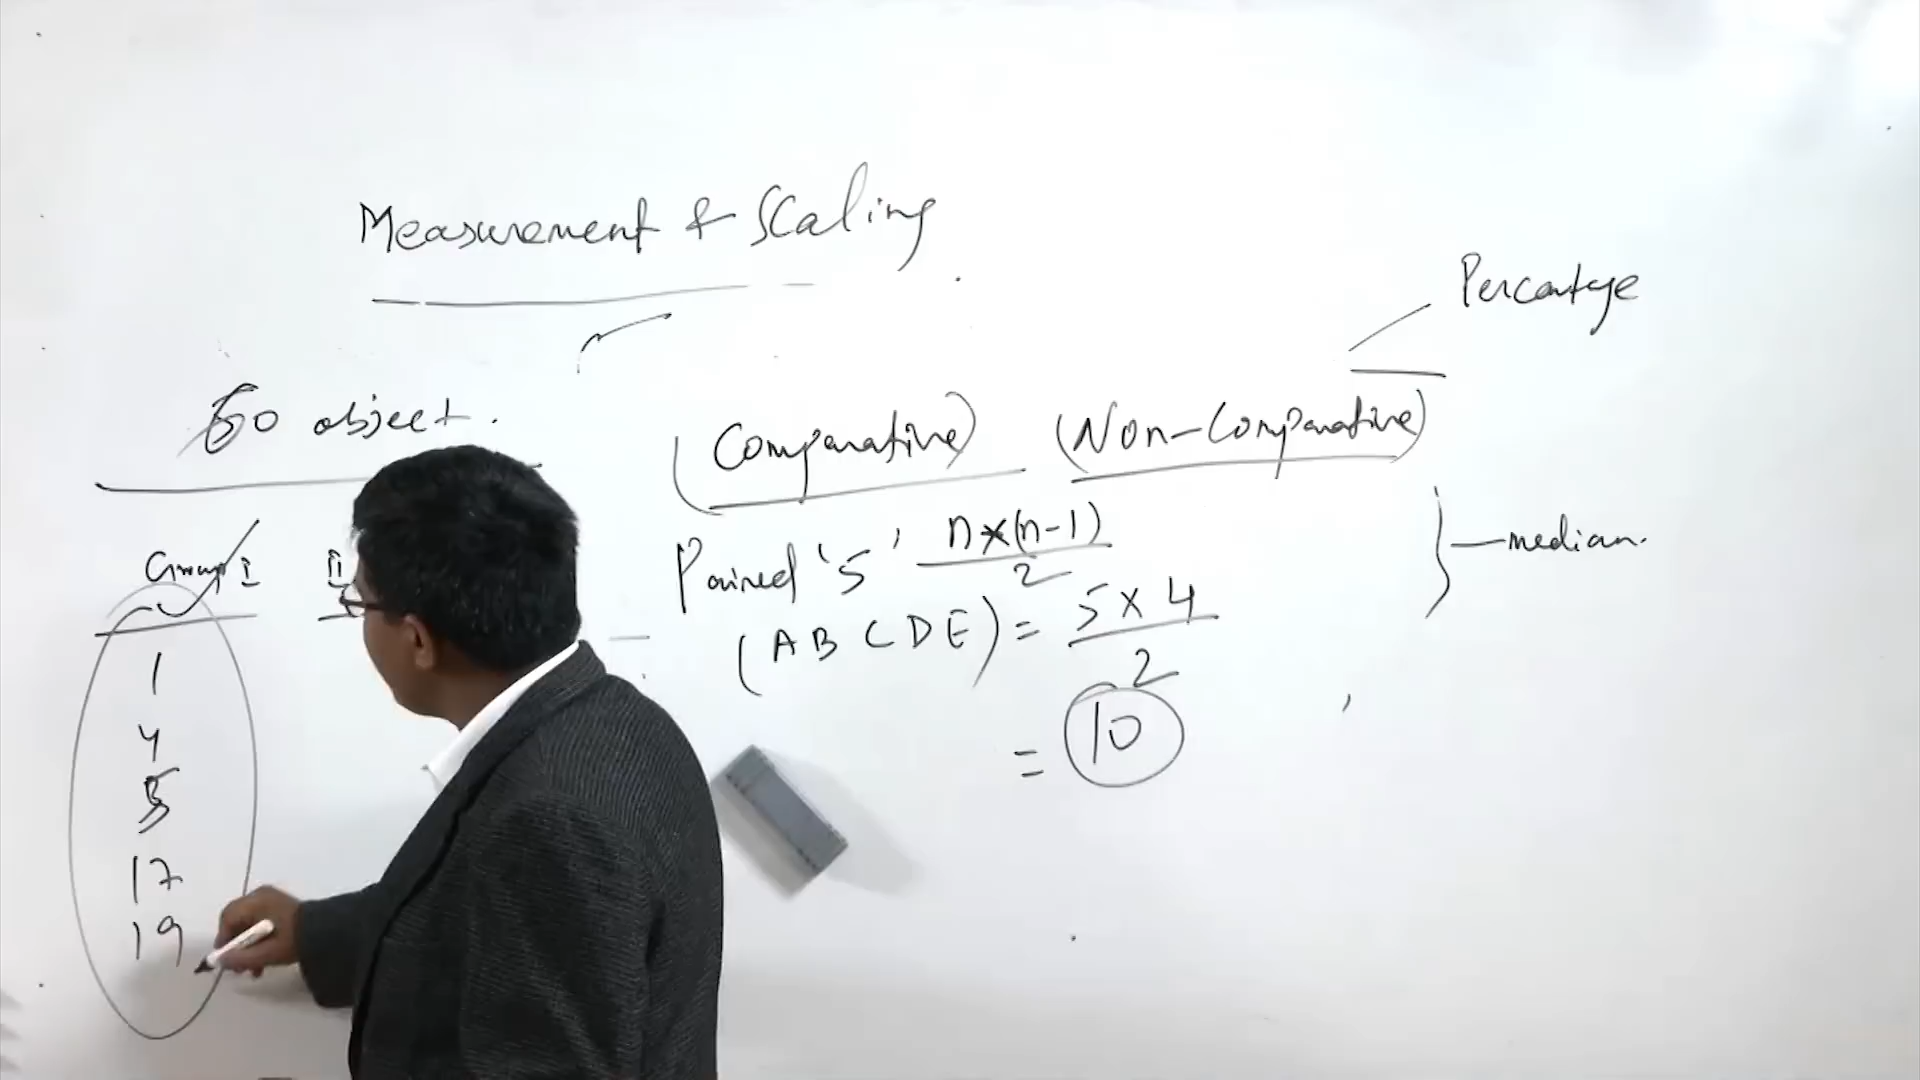 Measurement & Scaling
Percentage
50 object.
(Comparative)
(Non-Comparative)
Group I
II
1
4
5
17
19
Paired '5' n×(n-1)
2
(A B C D E) = 5 x 4
2
= 10
median.